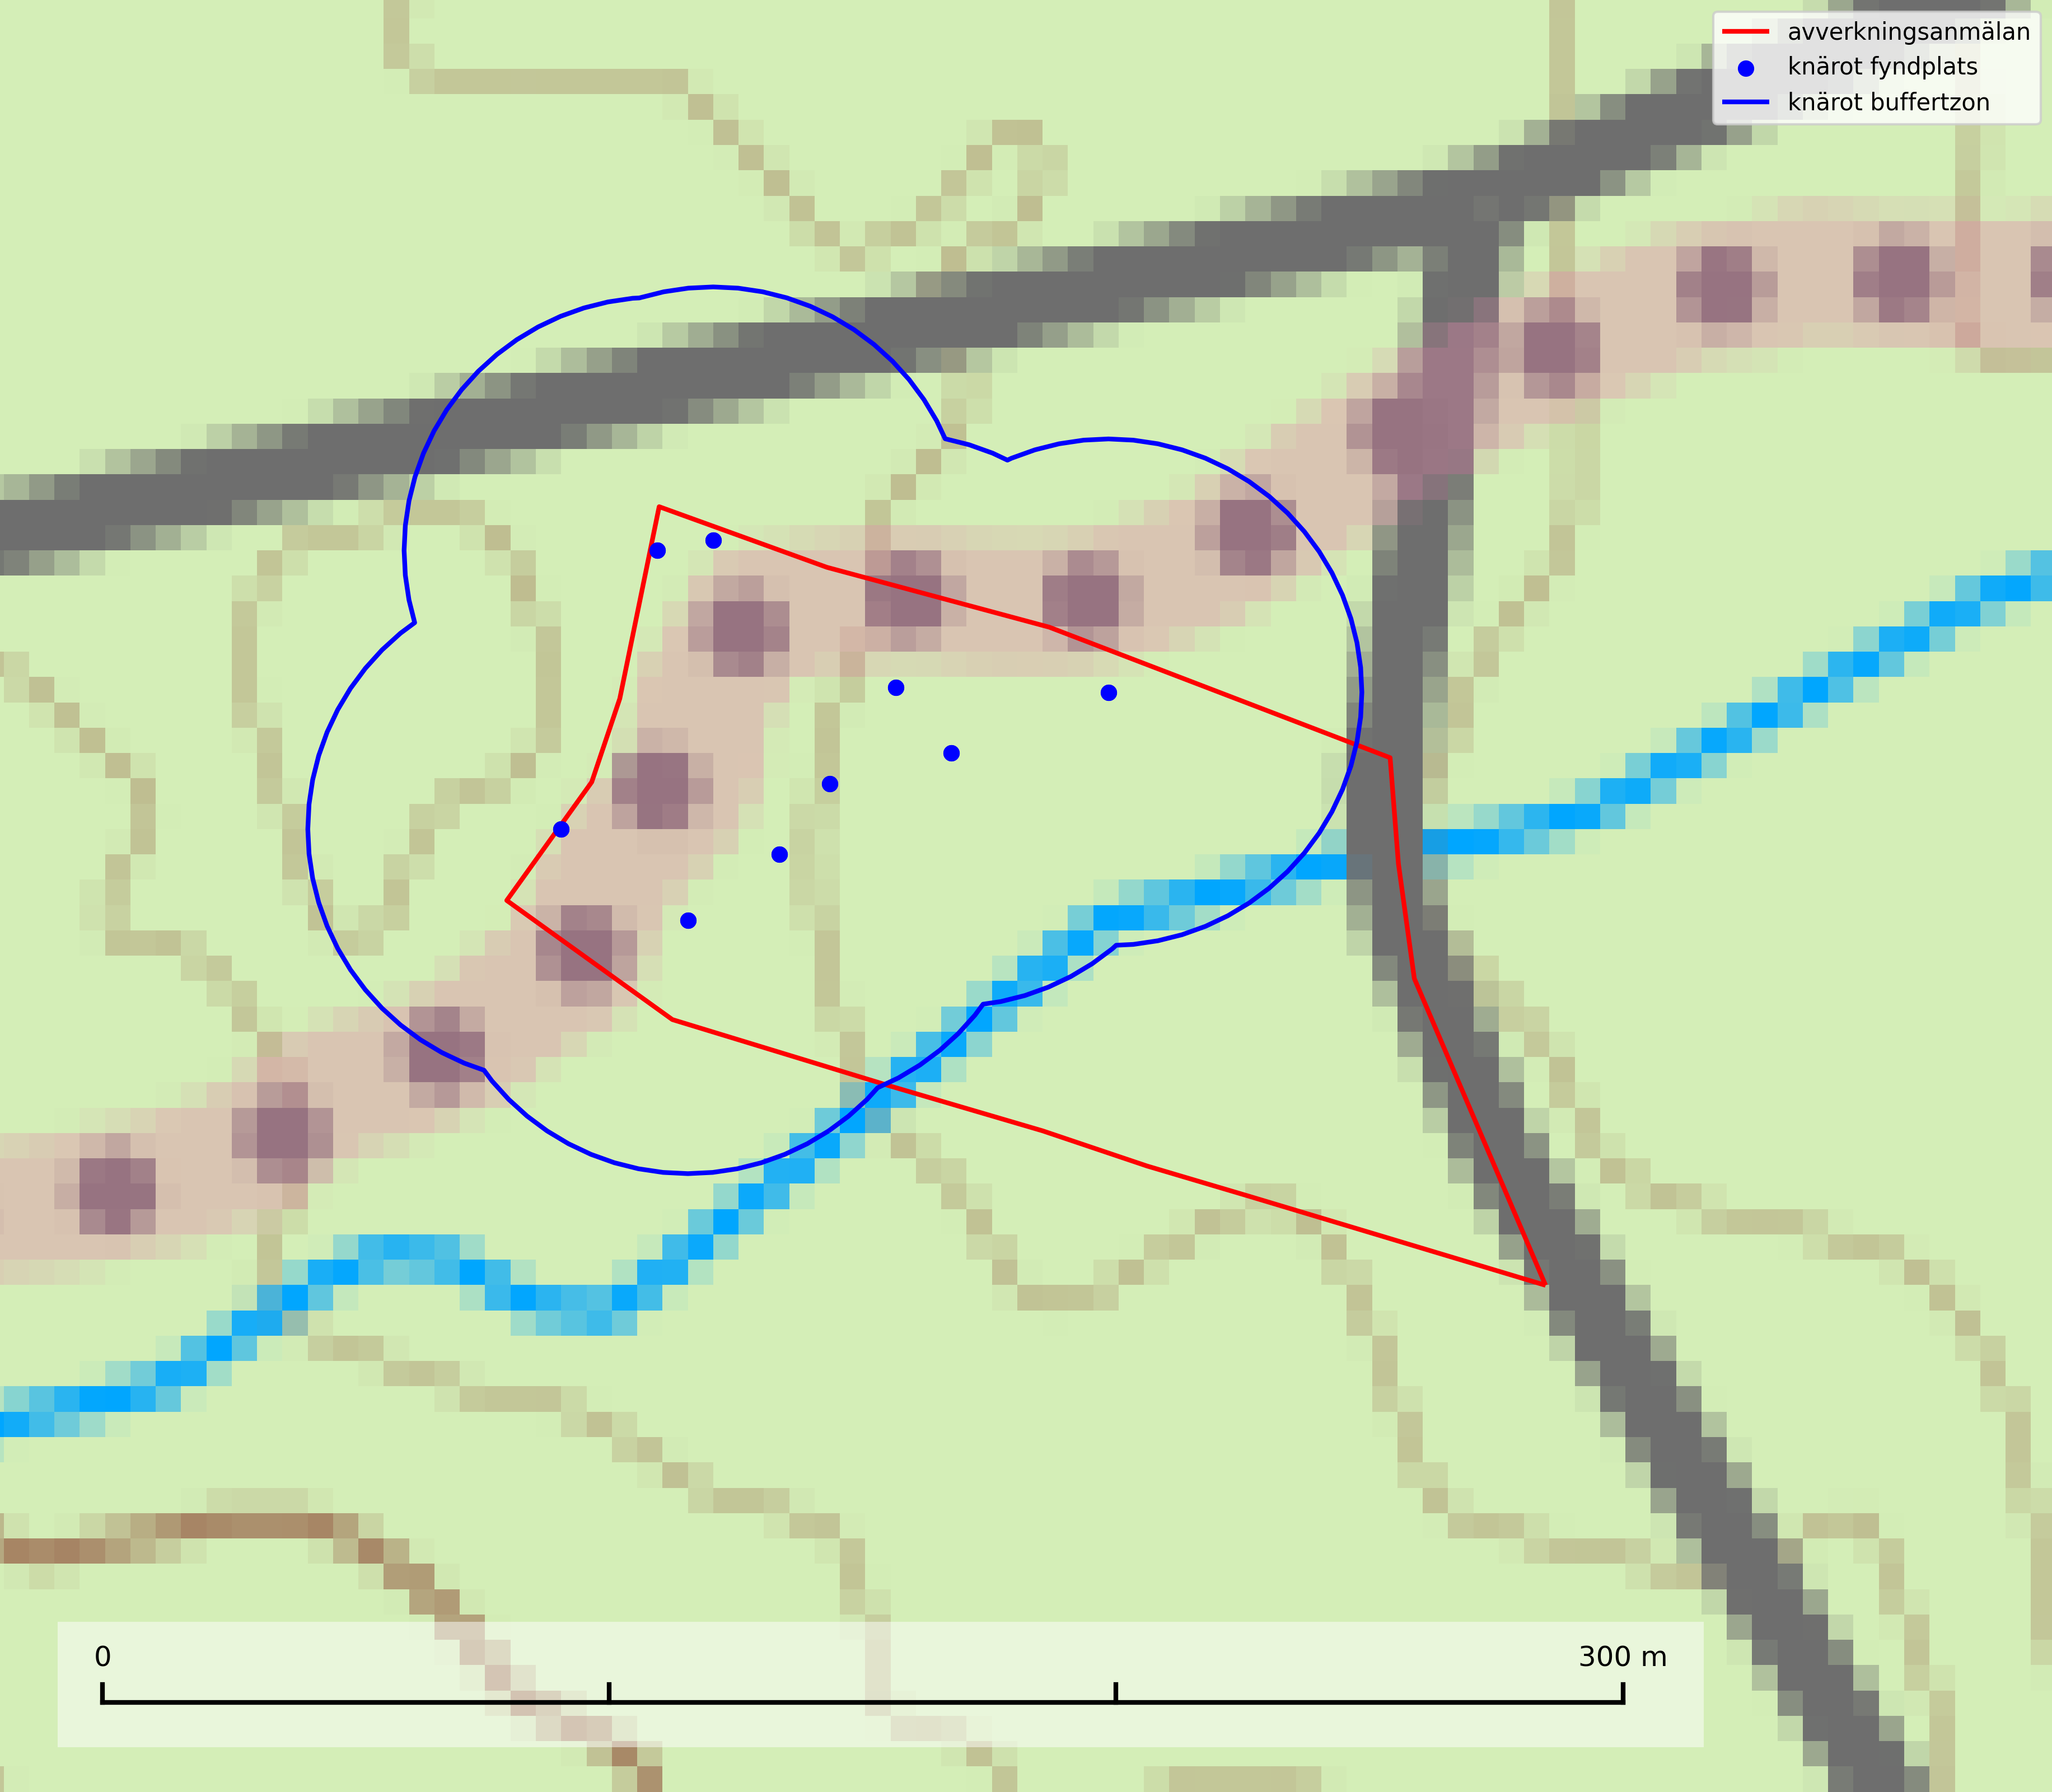 avverkningsanmälan
knärot fyndplats
knärot buffertzon
0
300 m